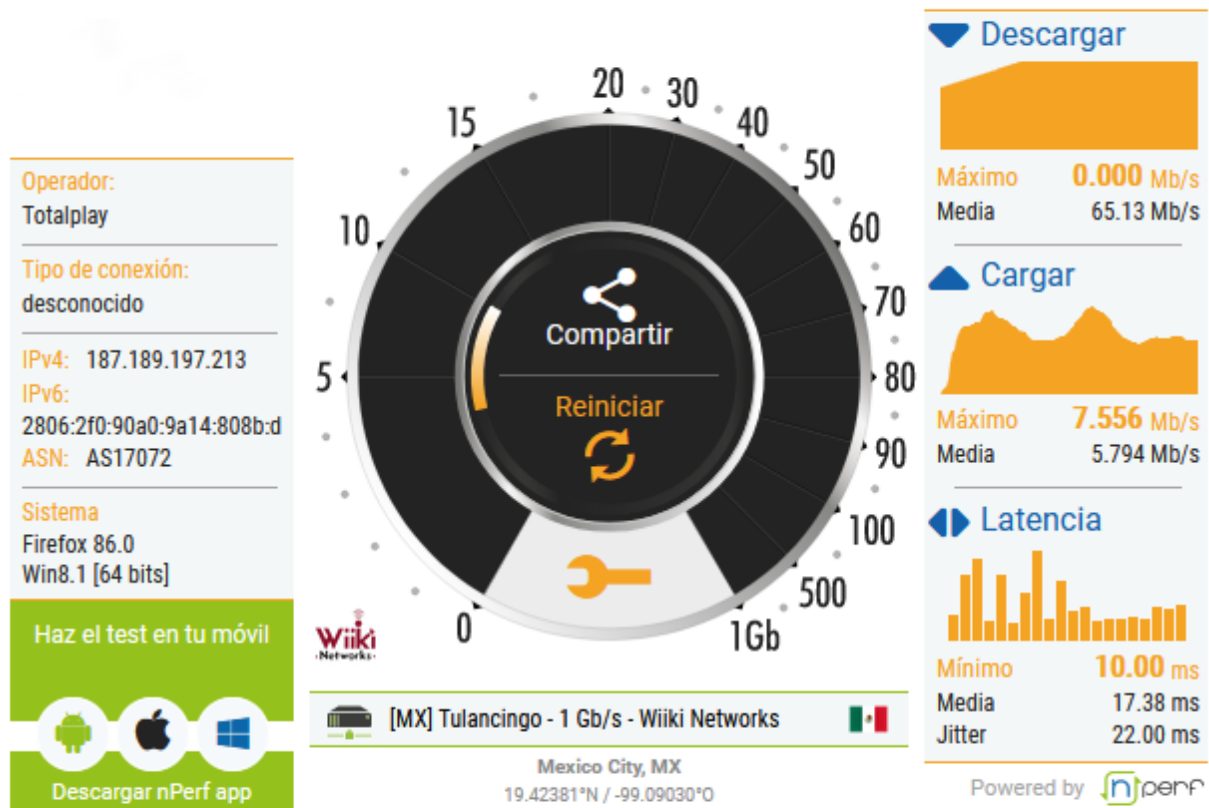 Operador:
Totalplay
Tipo de conexión:
desconocido
IPv4: 187.189.197.213
IPv6:
2806:2f0:90a0:9a14:808b:d
ASN: AS17072
Sistema
Firefox 86.0
Win8.1 [64 bits]
Haz el test en tu móvil
Descargar nPerf app
0
5
10
15
20
30
40
50
60
70
80
90
100
500
1Gb
Compartir
Reiniciar
Wiiki
·Networks·
[MX] Tulancingo - 1 Gb/s - Wiiki Networks
Mexico City, MX
19.42381°N / -99.09030°O
Descargar
Máximo 0.000 Mb/s
Media 65.13 Mb/s
Cargar
Máximo 7.556 Mb/s
Media 5.794 Mb/s
Latencia
Mínimo 10.00 ms
Media 17.38 ms
Jitter 22.00 ms
Powered by nperf